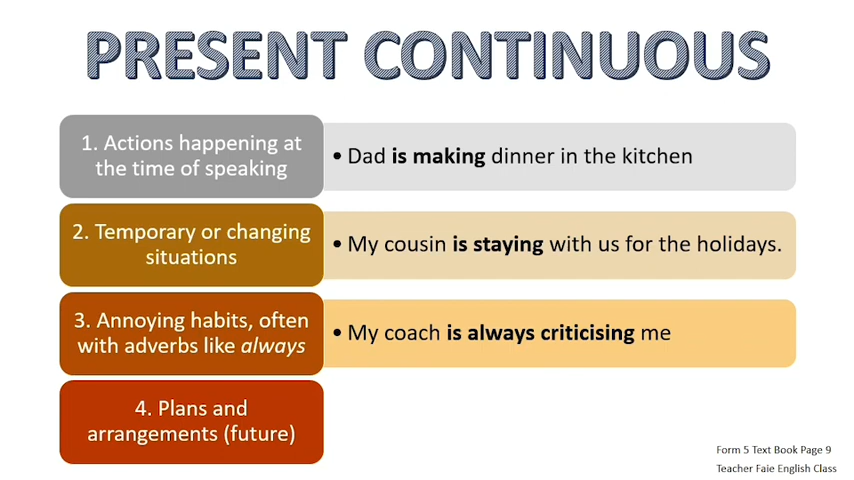 PRESENT CONTINUOUS
1. Actions happening at
the time of speaking
• Dad is making dinner in the kitchen
2. Temporary or changing
situations
• My cousin is staying with us for the holidays.
3. Annoying habits, often
with adverbs like always
• My coach is always criticising me
4. Plans and
arrangements (future)
Form 5 Text Book Page 9
Teacher Faie English Class